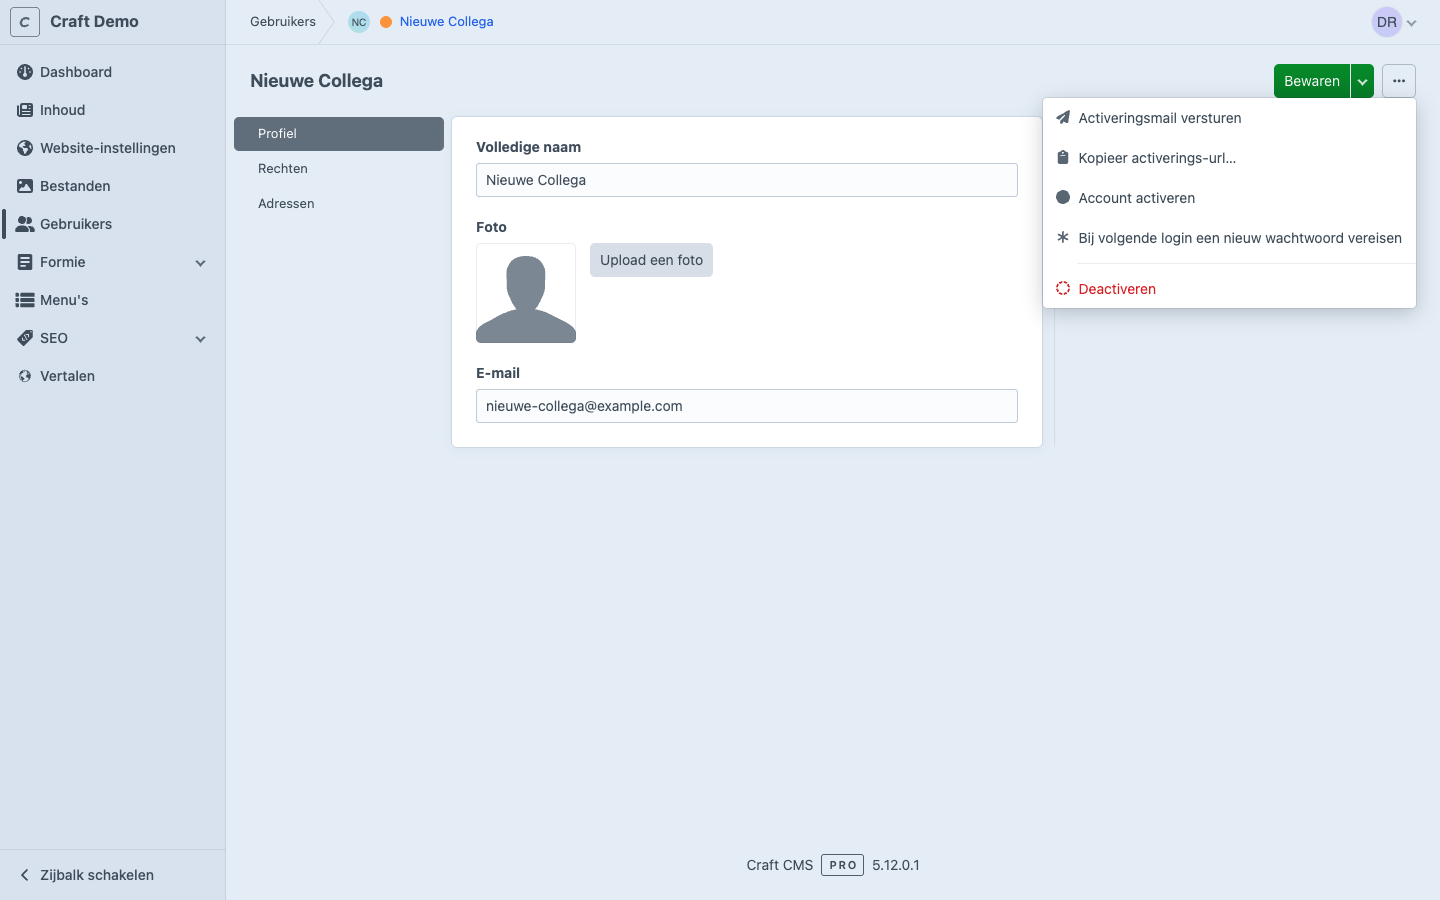 C Craft Demo
Gebruikers NC Nieuwe Collega
DR
Dashboard
Inhoud
Website-instellingen
Bestanden
Gebruikers
Formie
Menu's
SEO
Vertalen
Zijbalk schakelen
Nieuwe Collega
Bewaren
Profiel
Rechten
Adressen
Volledige naam
Nieuwe Collega
Foto
Upload een foto
E-mail
nieuwe-collega@example.com
Activeringsmail versturen
Kopieer activerings-url...
Account activeren
Bij volgende login een nieuw wachtwoord vereisen
Deactiveren
Craft CMS PRO 5.12.0.1